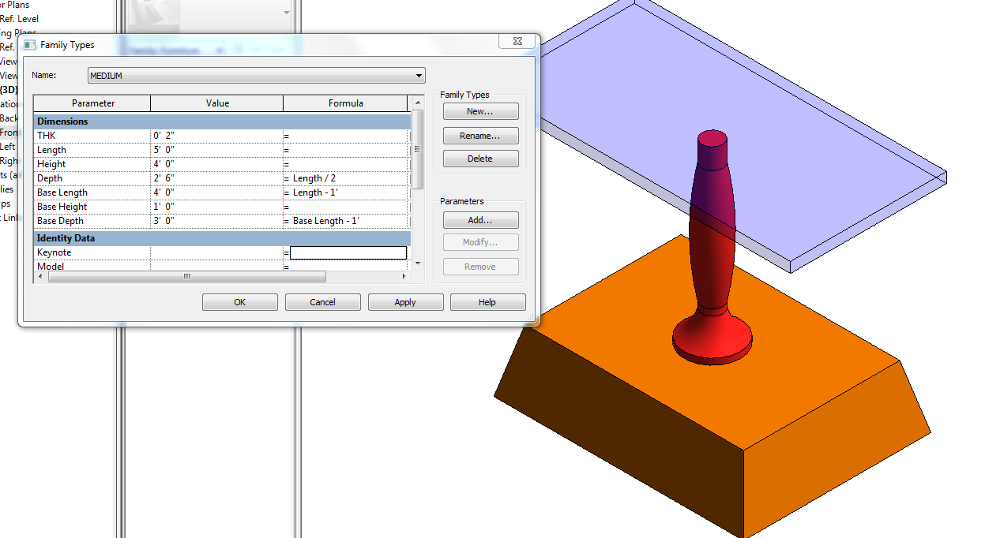 or Plans
Ref. Level
ing Plans
Ref.
View
View
{3D}
Back
Fron
Left
Righ
ts (a
lies
ps
t Link
Family Types
Name: MEDIUM
Parameter Value Formula
Dimensions
THK 0' 2" =
Length 5' 0" =
Height 4' 0" =
Depth 2' 6" = Length / 2
Base Length 4' 0" = Length - 1'
Base Height 1' 0" =
Base Depth 3' 0" = Base Length - 1'
Identity Data
Keynote =
Model =
Family Types
New...
Rename...
Delete
Parameters
Add...
Modify...
Remove
OK Cancel Apply Help